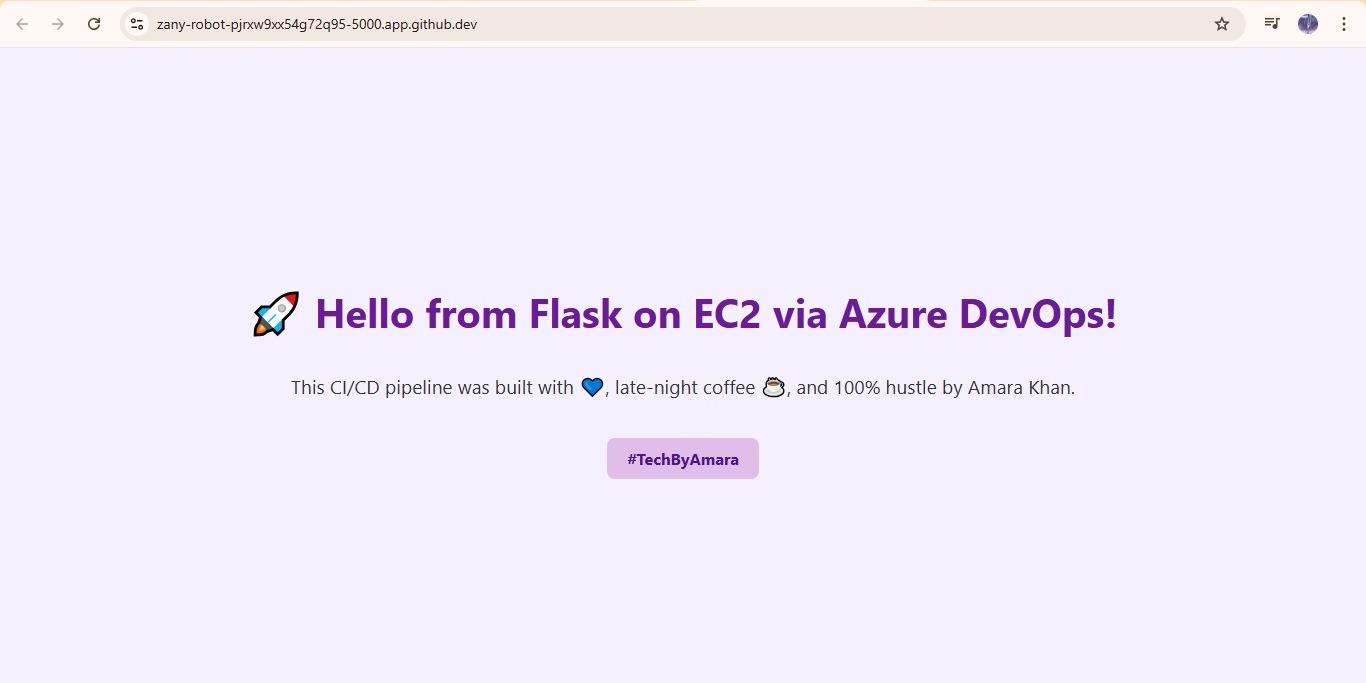 zany-robot-pjrxw9xx54g72q95-5000.app.github.dev
🚀 Hello from Flask on EC2 via Azure DevOps!
This CI/CD pipeline was built with 💙, late-night coffee ☕, and 100% hustle by Amara Khan.
#TechByAmara